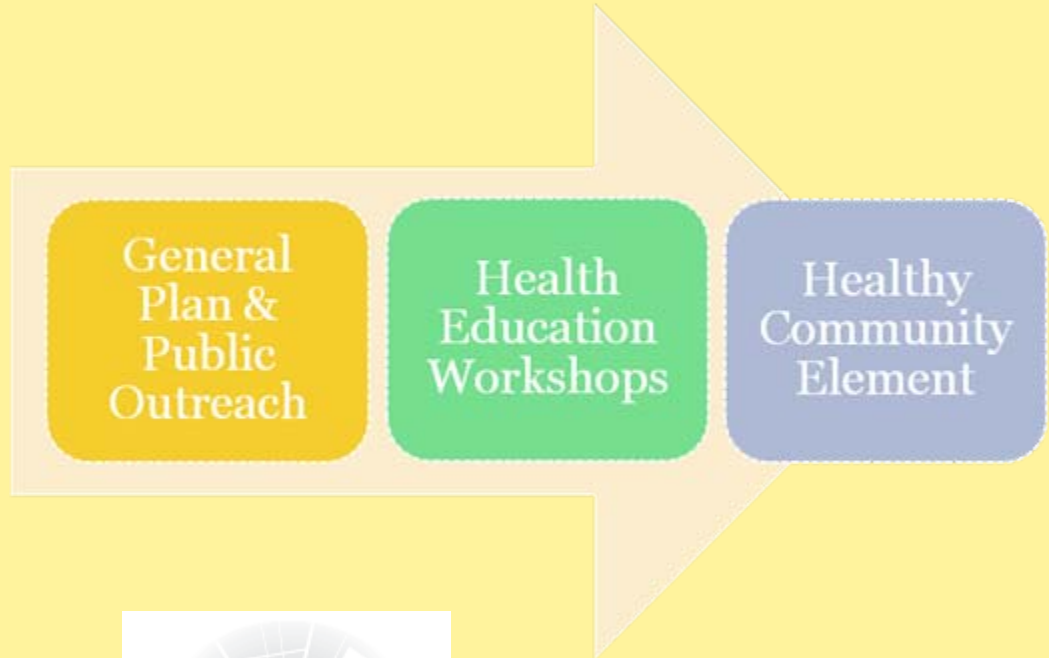 General
Plan &
Public
Outreach
Health
Education
Workshops
Healthy
Community
Element